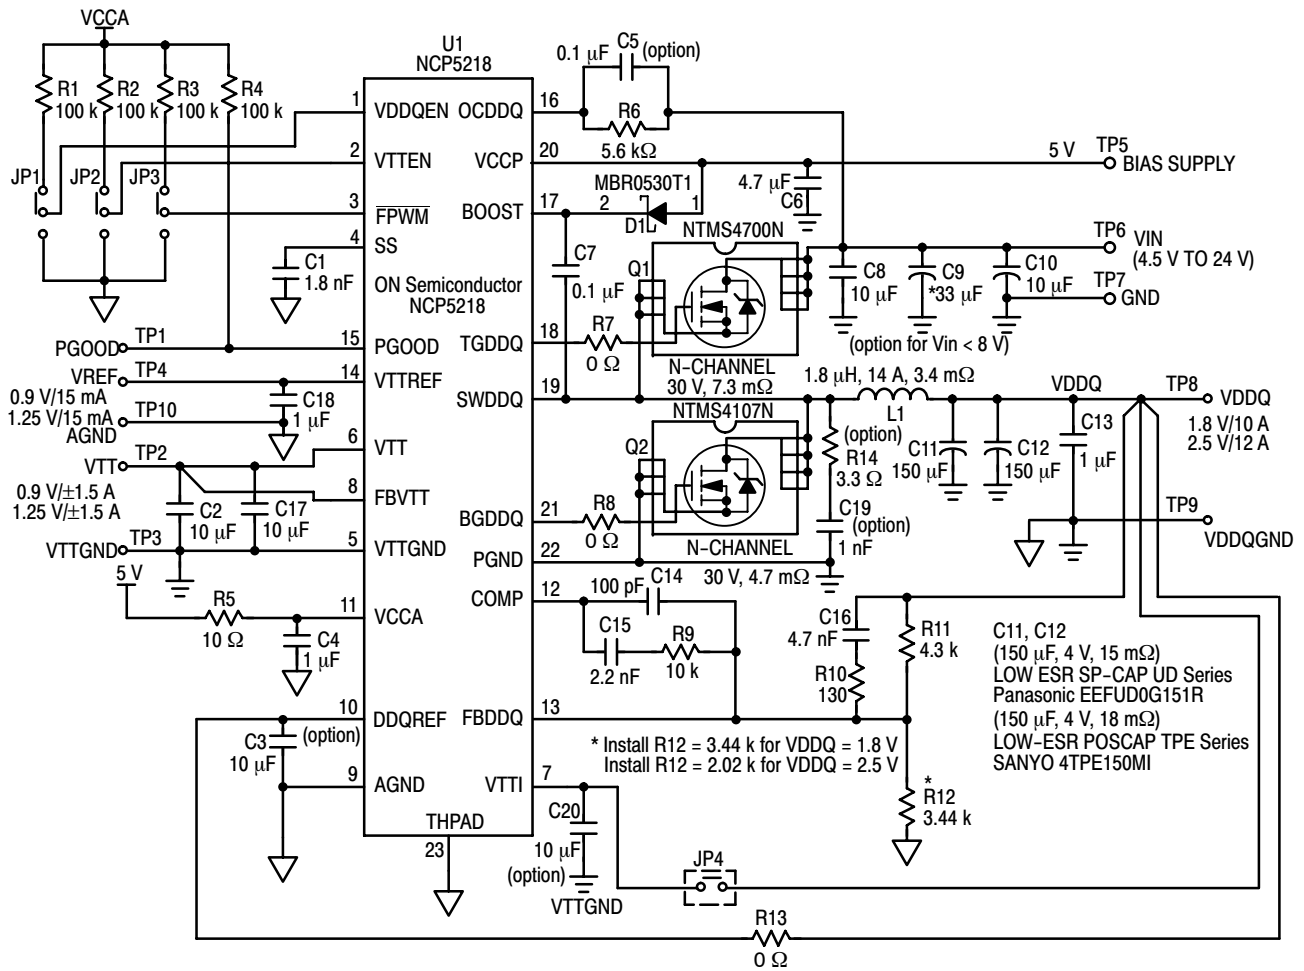 VCCA
R1
100 k
R2
100 k
R3
100 k
R4
100 k
JP1
JP2
JP3
U1
NCP5218
1
VDDQEN
2
VTTEN
3
FPWM
4
SS
C1
1.8 nF
ON Semiconductor
NCP5218
PGOOD
TP1
15
PGOOD
VREF
TP4
14
VTTREF
0.9 V/15 mA
1.25 V/15 mA
C18
1 μF
TP10
AGND
VTT
TP2
6
VTT
0.9 V/±1.5 A
1.25 V/±1.5 A
8
FBVTT
C2
10 μF
C17
10 μF
VTTGND
TP3
5
VTTGND
5 V
R5
10 Ω
11
VCCA
C4
1 μF
10
DDQREF
C3
(option)
10 μF
9
AGND
THPAD
23
OCDDQ
16
0.1 μF
C5
(option)
R6
5.6 kΩ
VCCP
20
5 V
TP5
BIAS SUPPLY
4.7 μF
C6
BOOST
17
MBR0530T1
2
1
D1
C7
0.1 μF
NTMS4700N
Q1
TP6
VIN
(4.5 V TO 24 V)
C8
10 μF
C9
*33 μF
C10
10 μF
TP7
GND
(option for Vin < 8 V)
TGDDQ
18
R7
0 Ω
N-CHANNEL
30 V, 7.3 mΩ
SWDDQ
19
1.8 μH, 14 A, 3.4 mΩ
L1
VDDQ
TP8
VDDQ
1.8 V/10 A
2.5 V/12 A
NTMS4107N
Q2
(option)
R14
3.3 Ω
C11
150 μF
C12
150 μF
C13
1 μF
BGDDQ
21
R8
0 Ω
C19
(option)
1 nF
TP9
VDDQGND
N-CHANNEL
30 V, 4.7 mΩ
PGND
22
COMP
12
100 pF
C14
C15
2.2 nF
R9
10 k
C16
4.7 nF
R11
4.3 k
R10
130
FBDDQ
13
* Install R12 = 3.44 k for VDDQ = 1.8 V
Install R12 = 2.02 k for VDDQ = 2.5 V
C11, C12
(150 μF, 4 V, 15 mΩ)
LOW ESR SP-CAP UD Series
Panasonic EEFUD0G151R
(150 μF, 4 V, 18 mΩ)
LOW-ESR POSCAP TPE Series
SANYO 4TPE150MI
VTTI
7
C20
10 μF
(option)
VTTGND
*
R12
3.44 k
JP4
R13
0 Ω